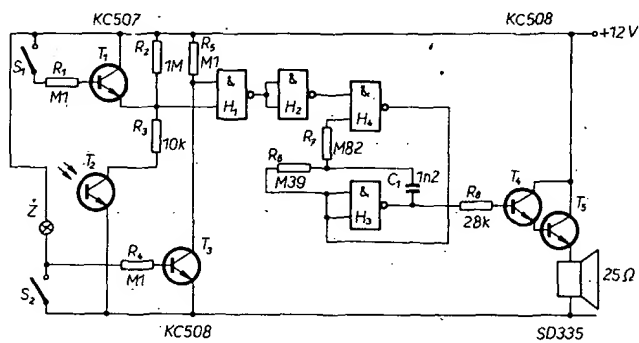 KC507
KC508
+12V
S1
R1
M1
T1
R2
1M
R5
M1
&
H1
&
H2
&
H4
R3
10k
R7
M82
T2
R6
M39
C1
1n2
&
H3
R8
28k
T4
T5
Ż
R4
M1
T3
S2
25Ω
KC508
SD335